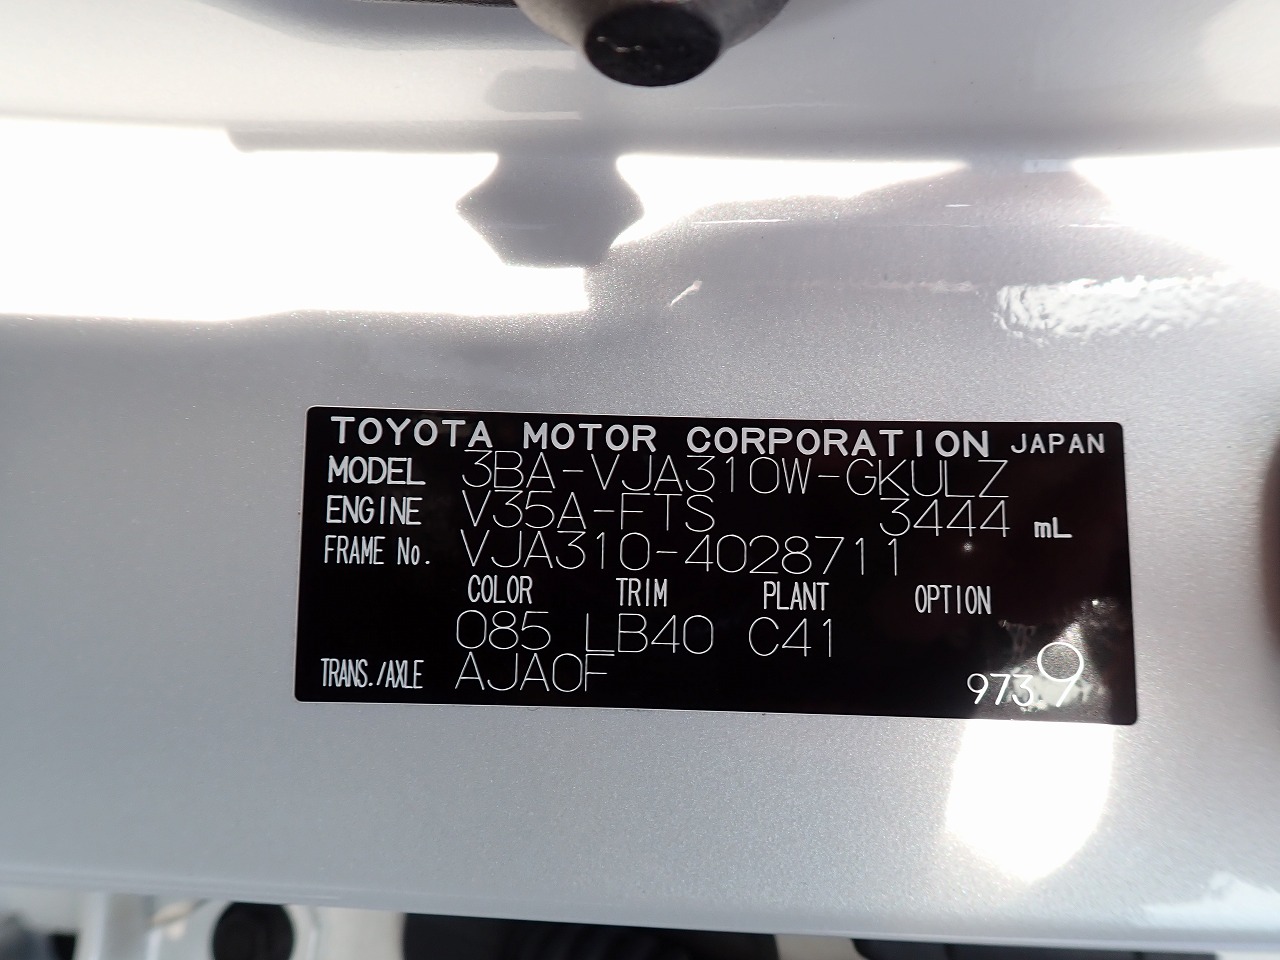 TOYOTA MOTOR CORPORATION JAPAN
MODEL 3BA-VJA310W-GKULZ
ENGINE V35A-FTS 3444 mL
FRAME No. VJA310-4028711
COLOR TRIM PLANT OPTION
085 LB40 C41
TRANS./AXLE AJA0F 9739